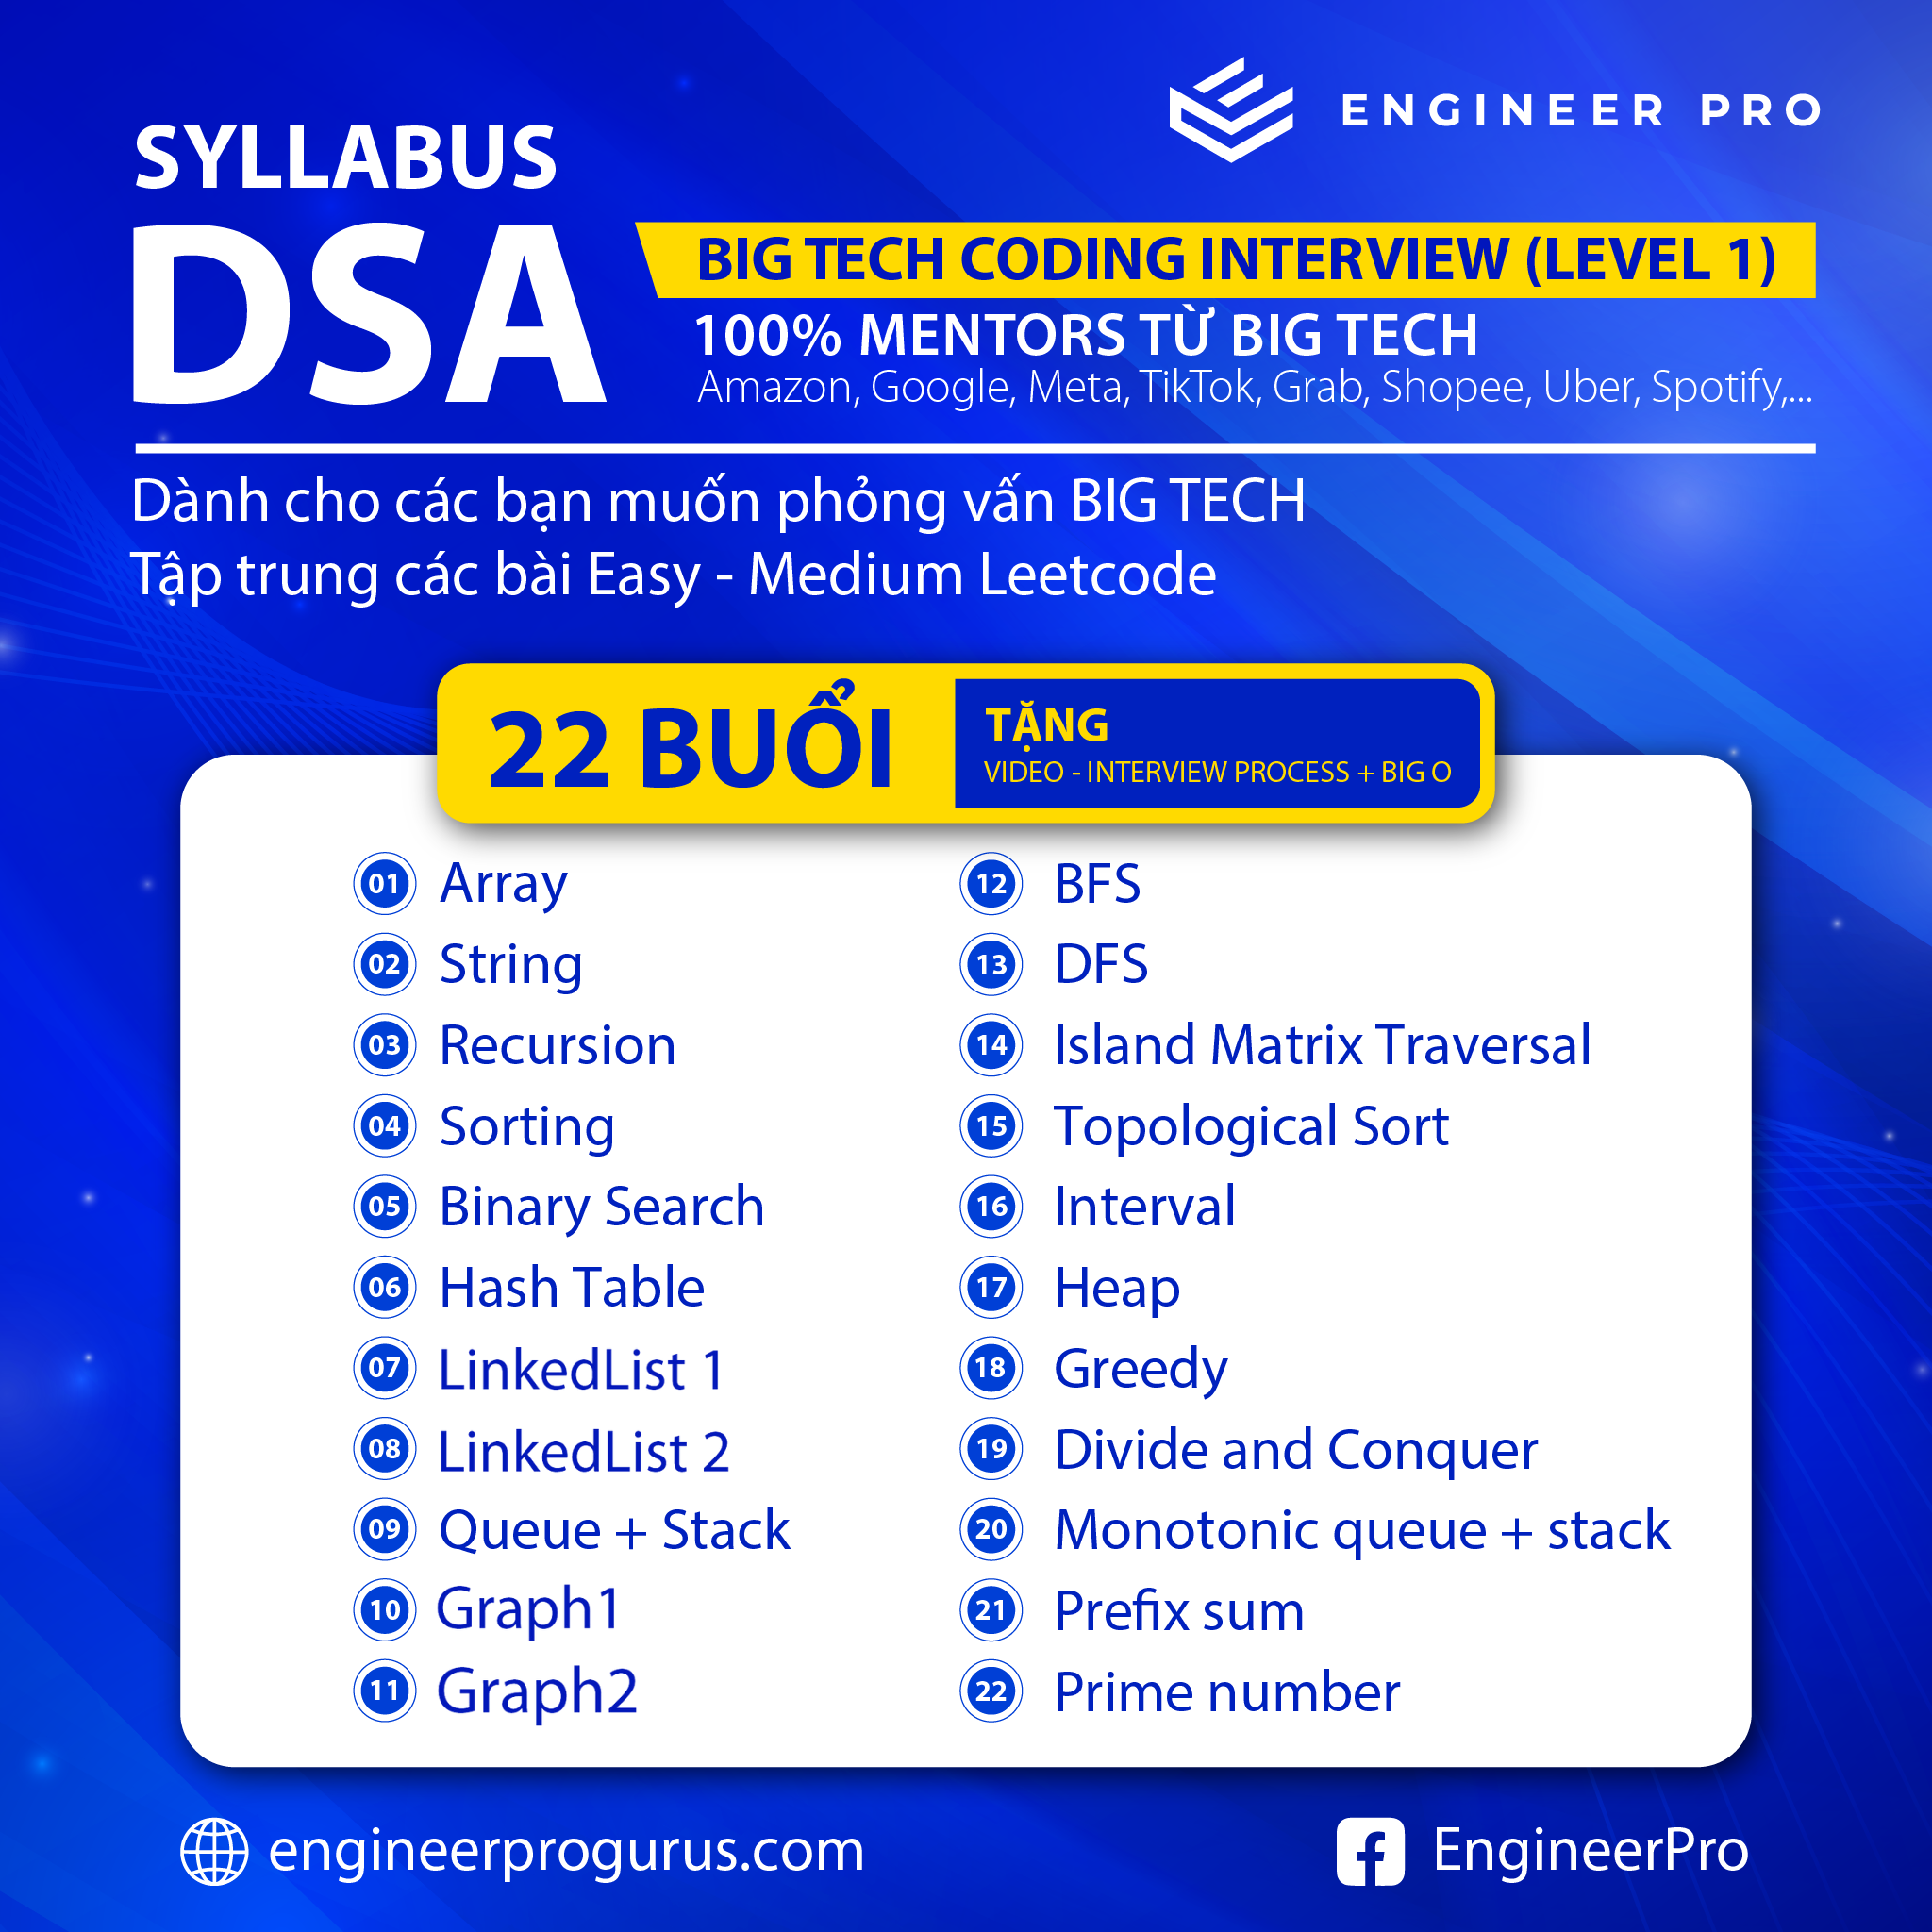 ENGINEER PRO
SYLLABUS
DSA
BIG TECH CODING INTERVIEW (LEVEL 1)
100% MENTORS TỪ BIG TECH
Amazon, Google, Meta, TikTok, Grab, Shopee, Uber, Spotify,...
Dành cho các bạn muốn phỏng vấn BIG TECH
Tập trung các bài Easy - Medium Leetcode
22 BUỔI
TẶNG
VIDEO - INTERVIEW PROCESS + BIG O
01 Array
02 String
03 Recursion
04 Sorting
05 Binary Search
06 Hash Table
07 LinkedList 1
08 LinkedList 2
09 Queue + Stack
10 Graph1
11 Graph2
12 BFS
13 DFS
14 Island Matrix Traversal
15 Topological Sort
16 Interval
17 Heap
18 Greedy
19 Divide and Conquer
20 Monotonic queue + stack
21 Prefix sum
22 Prime number
engineerprogurus.com
EngineerPro